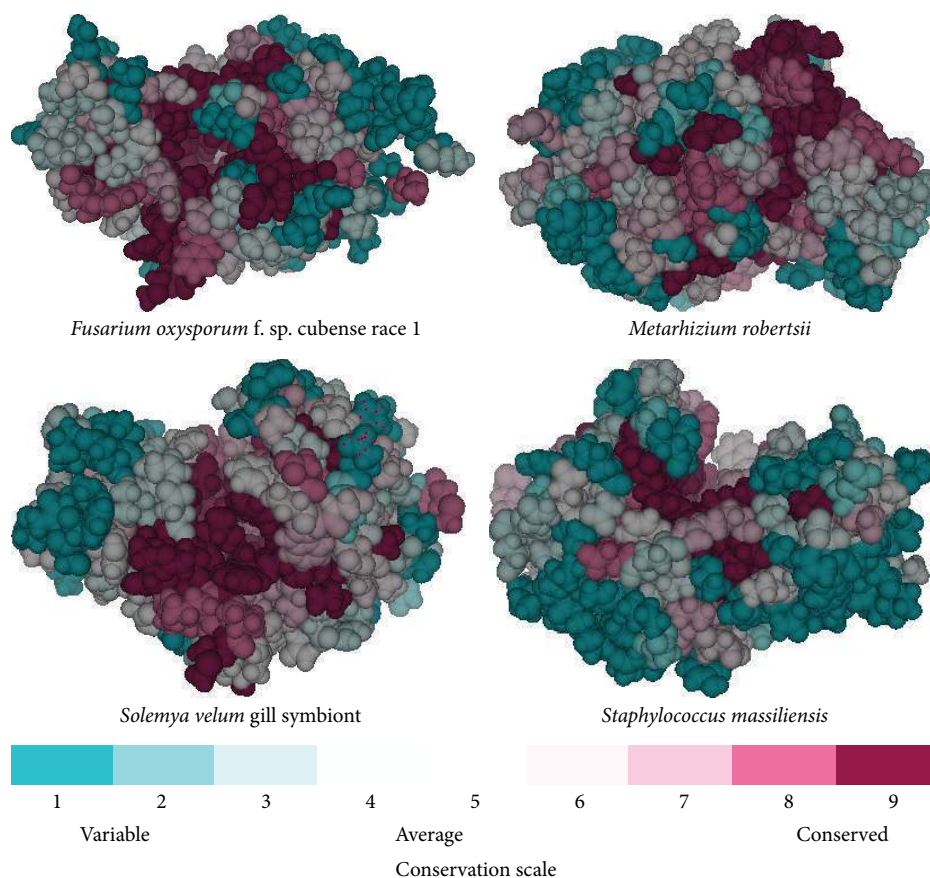 Fusarium oxysporum f. sp. cubense race 1
Metarhizium robertsii
Solemya velum gill symbiont
Staphylococcus massiliensis
1 2 3 4 5 6 7 8 9
Variable Average Conserved
Conservation scale